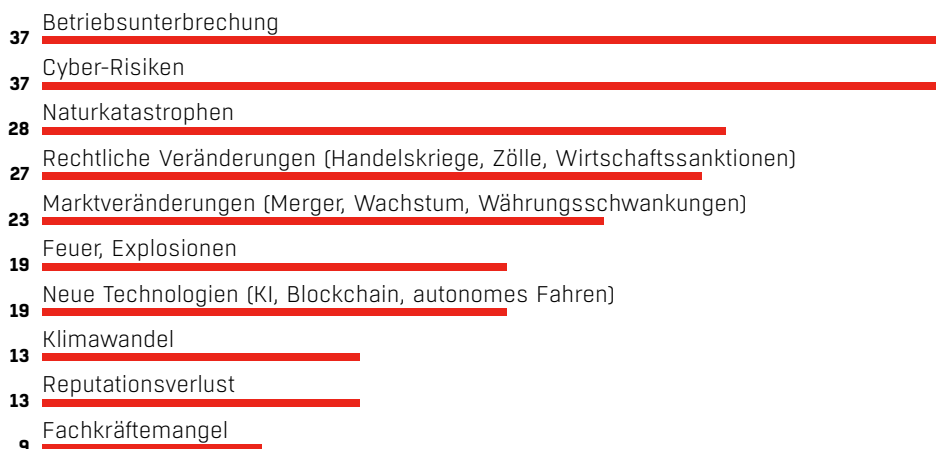 Betriebsunterbrechung
37
Cyber-Risiken
37
Naturkatastrophen
28
Rechtliche Veränderungen (Handelskriege, Zölle, Wirtschaftssanktionen)
27
Marktveränderungen (Merger, Wachstum, Währungsschwankungen)
23
Feuer, Explosionen
19
Neue Technologien (KI, Blockchain, autonomes Fahren)
19
Klimawandel
13
Reputationsverlust
13
Fachkräftemangel
9